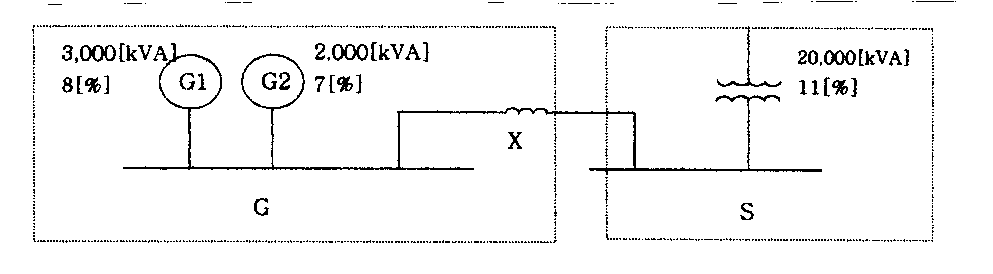 3,000[kVA]
8[%]
G1
G2
2,000[kVA]
7[%]
20,000[kVA]
11[%]
X
G
S